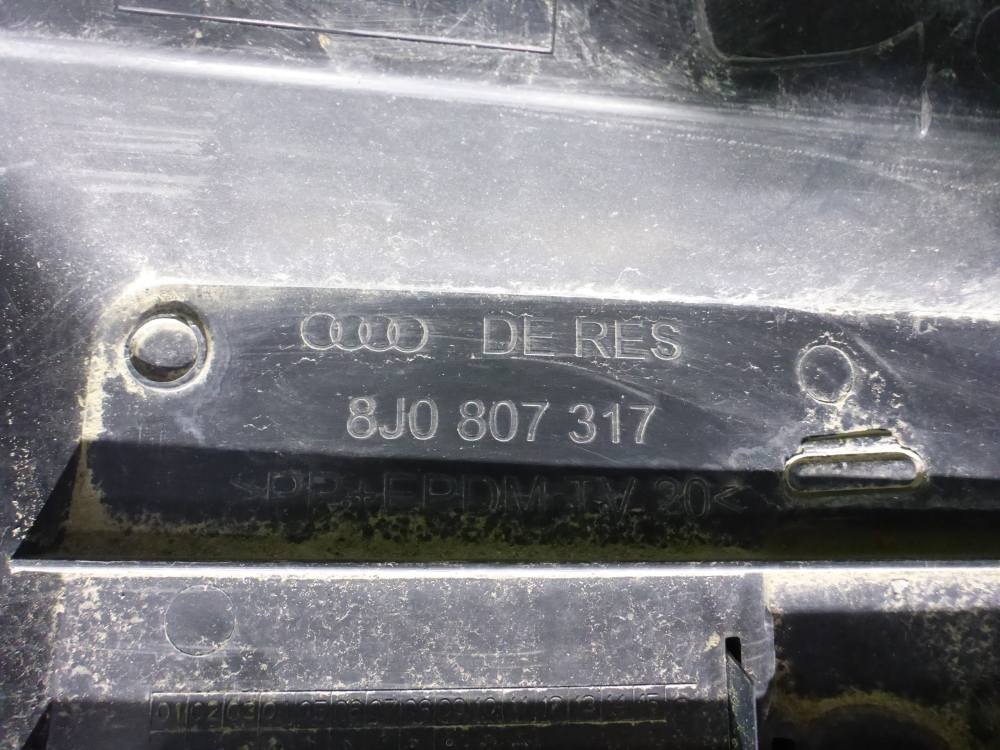 DE RES
8J0 807 317
>PP+EPDM-TV 20<